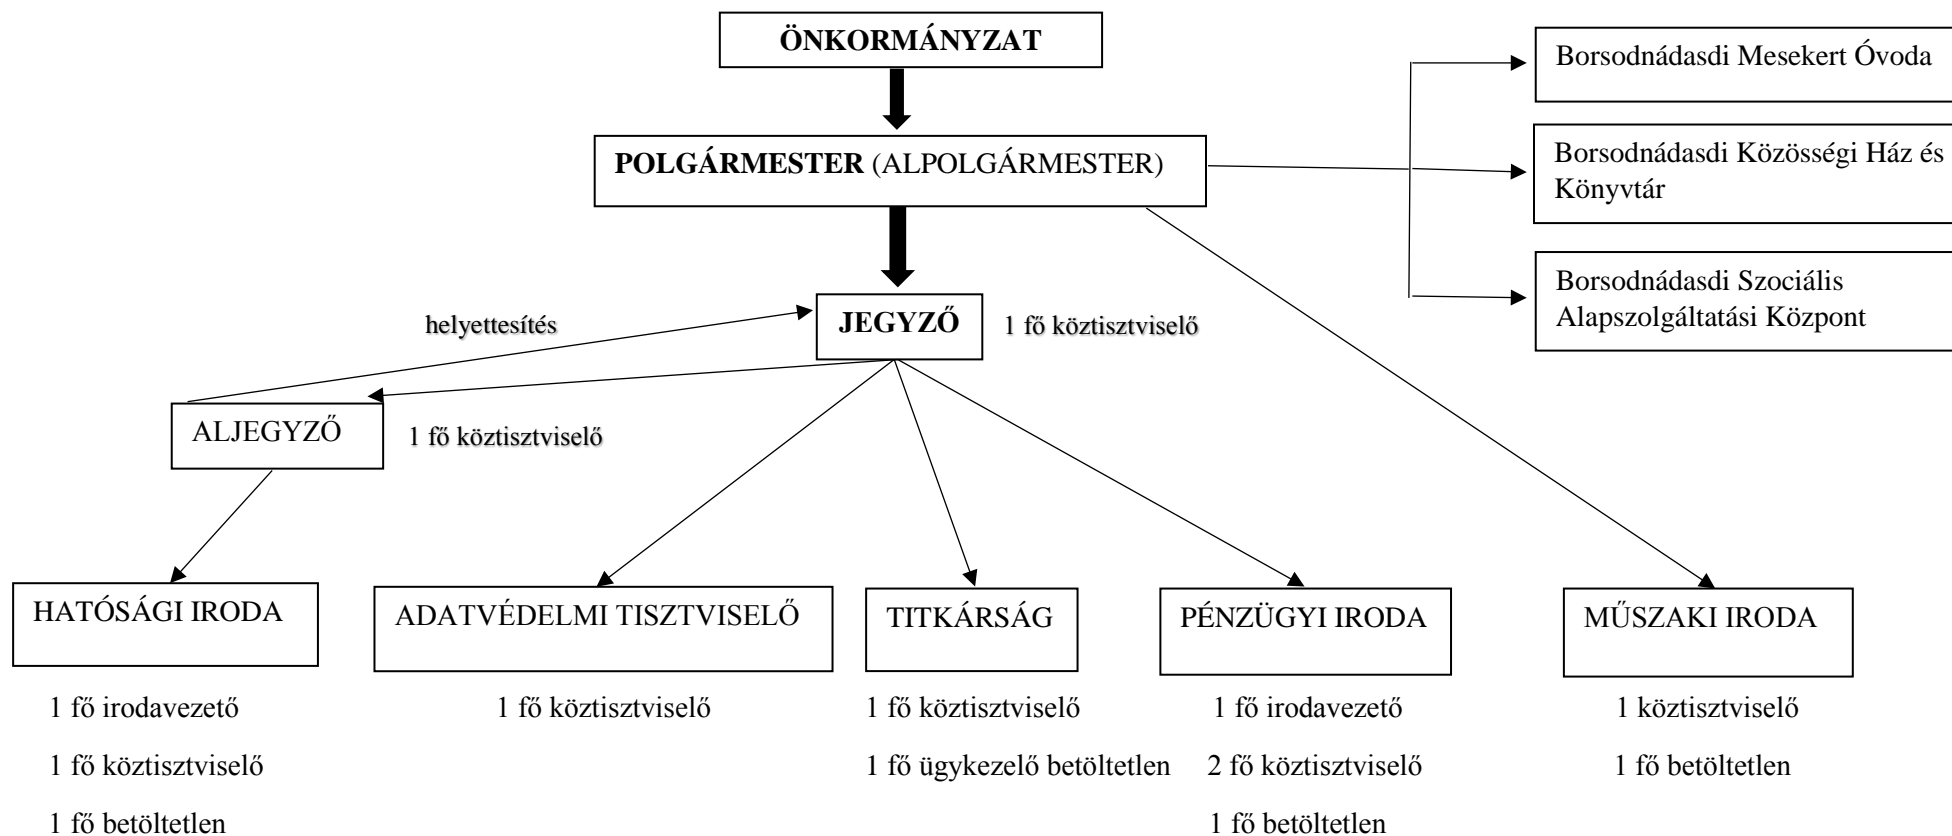 ÖNKORMÁNYZAT
POLGÁRMESTER (ALPOLGÁRMESTER)
Borsodnádasdi Mesekert Óvoda
Borsodnádasdi Közösségi Ház és
Könyvtár
Borsodnádasdi Szociális
Alapszolgáltatási Központ
helyettesítés
JEGYZŐ
1 fő köztisztviselő
ALJEGYZŐ
1 fő köztisztviselő
HATÓSÁGI IRODA
1 fő irodavezető
1 fő köztisztviselő
1 fő betöltetlen
ADATVÉDELMI TISZTVISELŐ
1 fő köztisztviselő
TITKÁRSÁG
1 fő köztisztviselő
1 fő ügykezelő betöltetlen
PÉNZÜGYI IRODA
1 fő irodavezető
2 fő köztisztviselő
1 fő betöltetlen
MŰSZAKI IRODA
1 köztisztviselő
1 fő betöltetlen